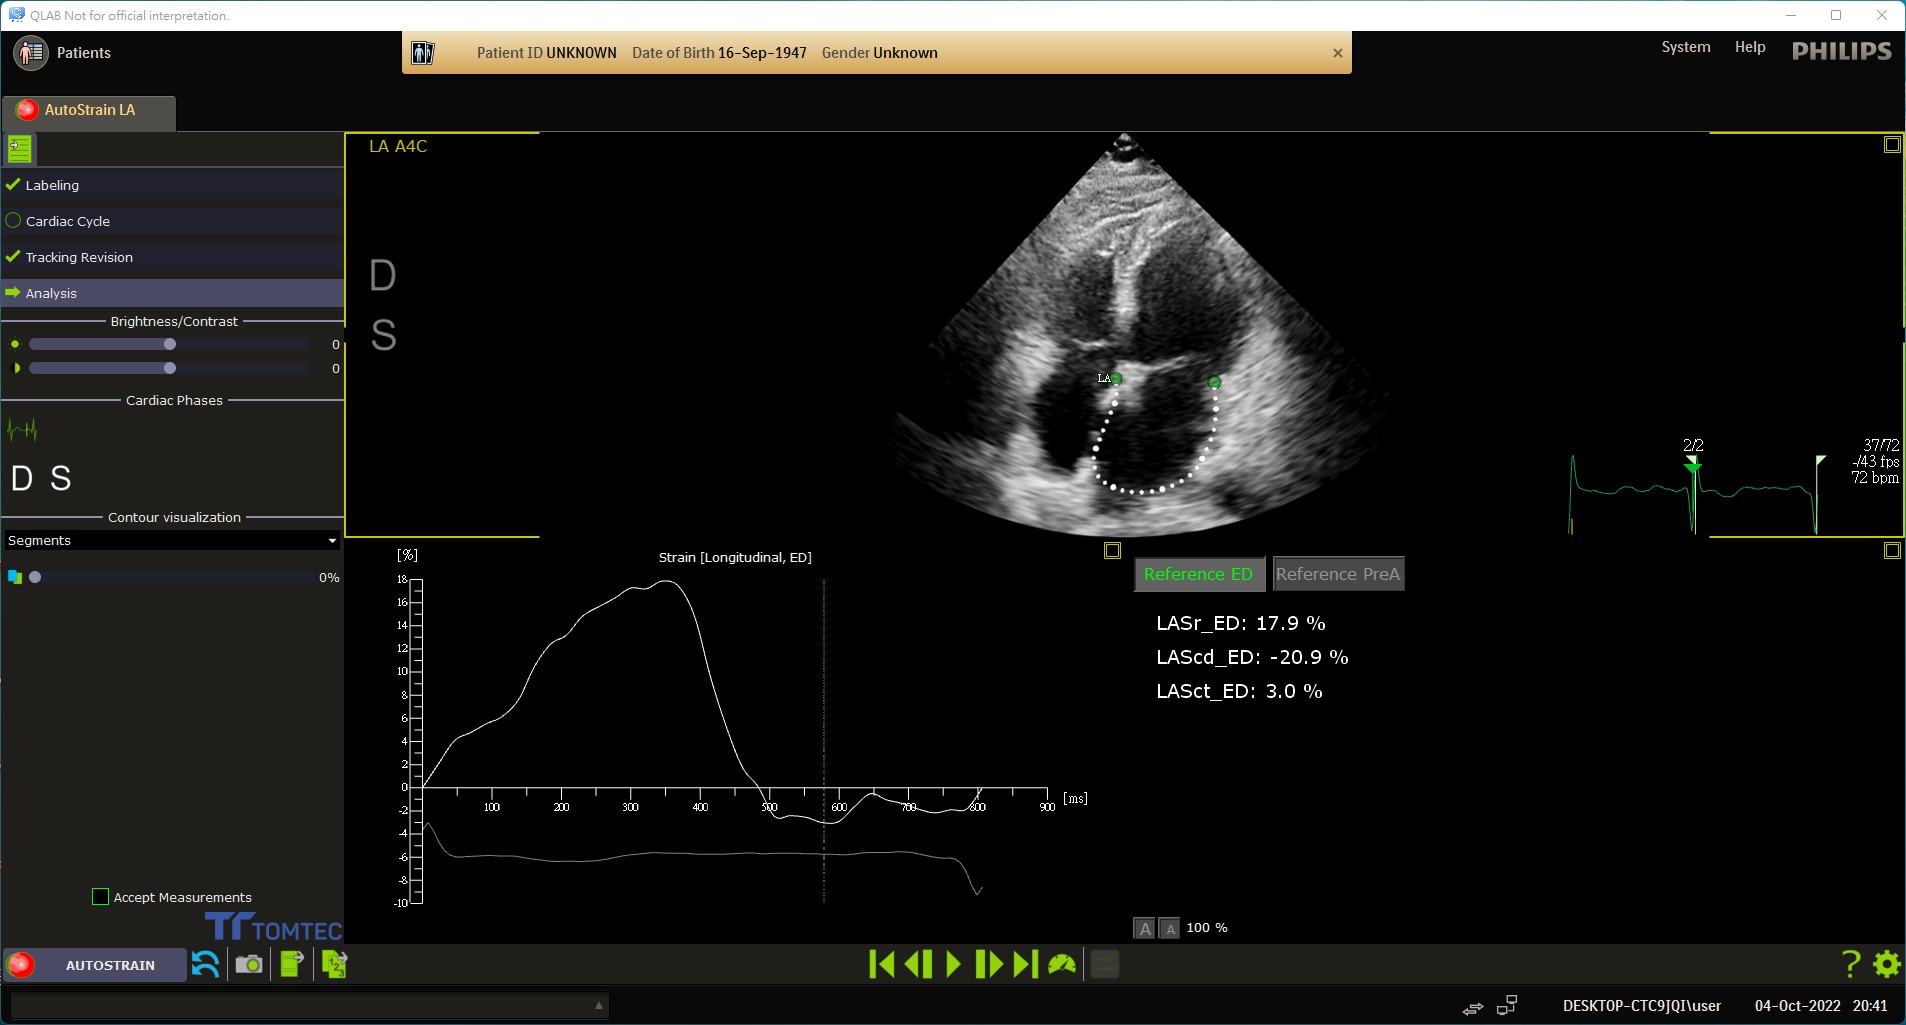 QLAB Not for official interpretation.
Patients
Patient ID UNKNOWN Date of Birth 16-Sep-1947 Gender Unknown
System Help PHILIPS
AutoStrain LA
Labeling
Cardiac Cycle
Tracking Revision
Analysis
Brightness/Contrast
0
0
Cardiac Phases
D S
Contour visualization
Segments
0%
Accept Measurements
TOMTEC
LA A4C
D
S
LA
2/2
37/72
-/43 fps
72 bpm
[%]
Strain [Longitudinal, ED]
18
16
14
12
10
8
6
4
2
0
-2
-4
-6
-8
-10
100 200 300 400 500 600 700 800 900 [ms]
Reference ED Reference PreA
LASr_ED: 17.9 %
LAScd_ED: -20.9 %
LASct_ED: 3.0 %
A A 100 %
AUTOSTRAIN
1 2 3
?
DESKTOP-CTC9JQI\user 04-Oct-2022 20:41